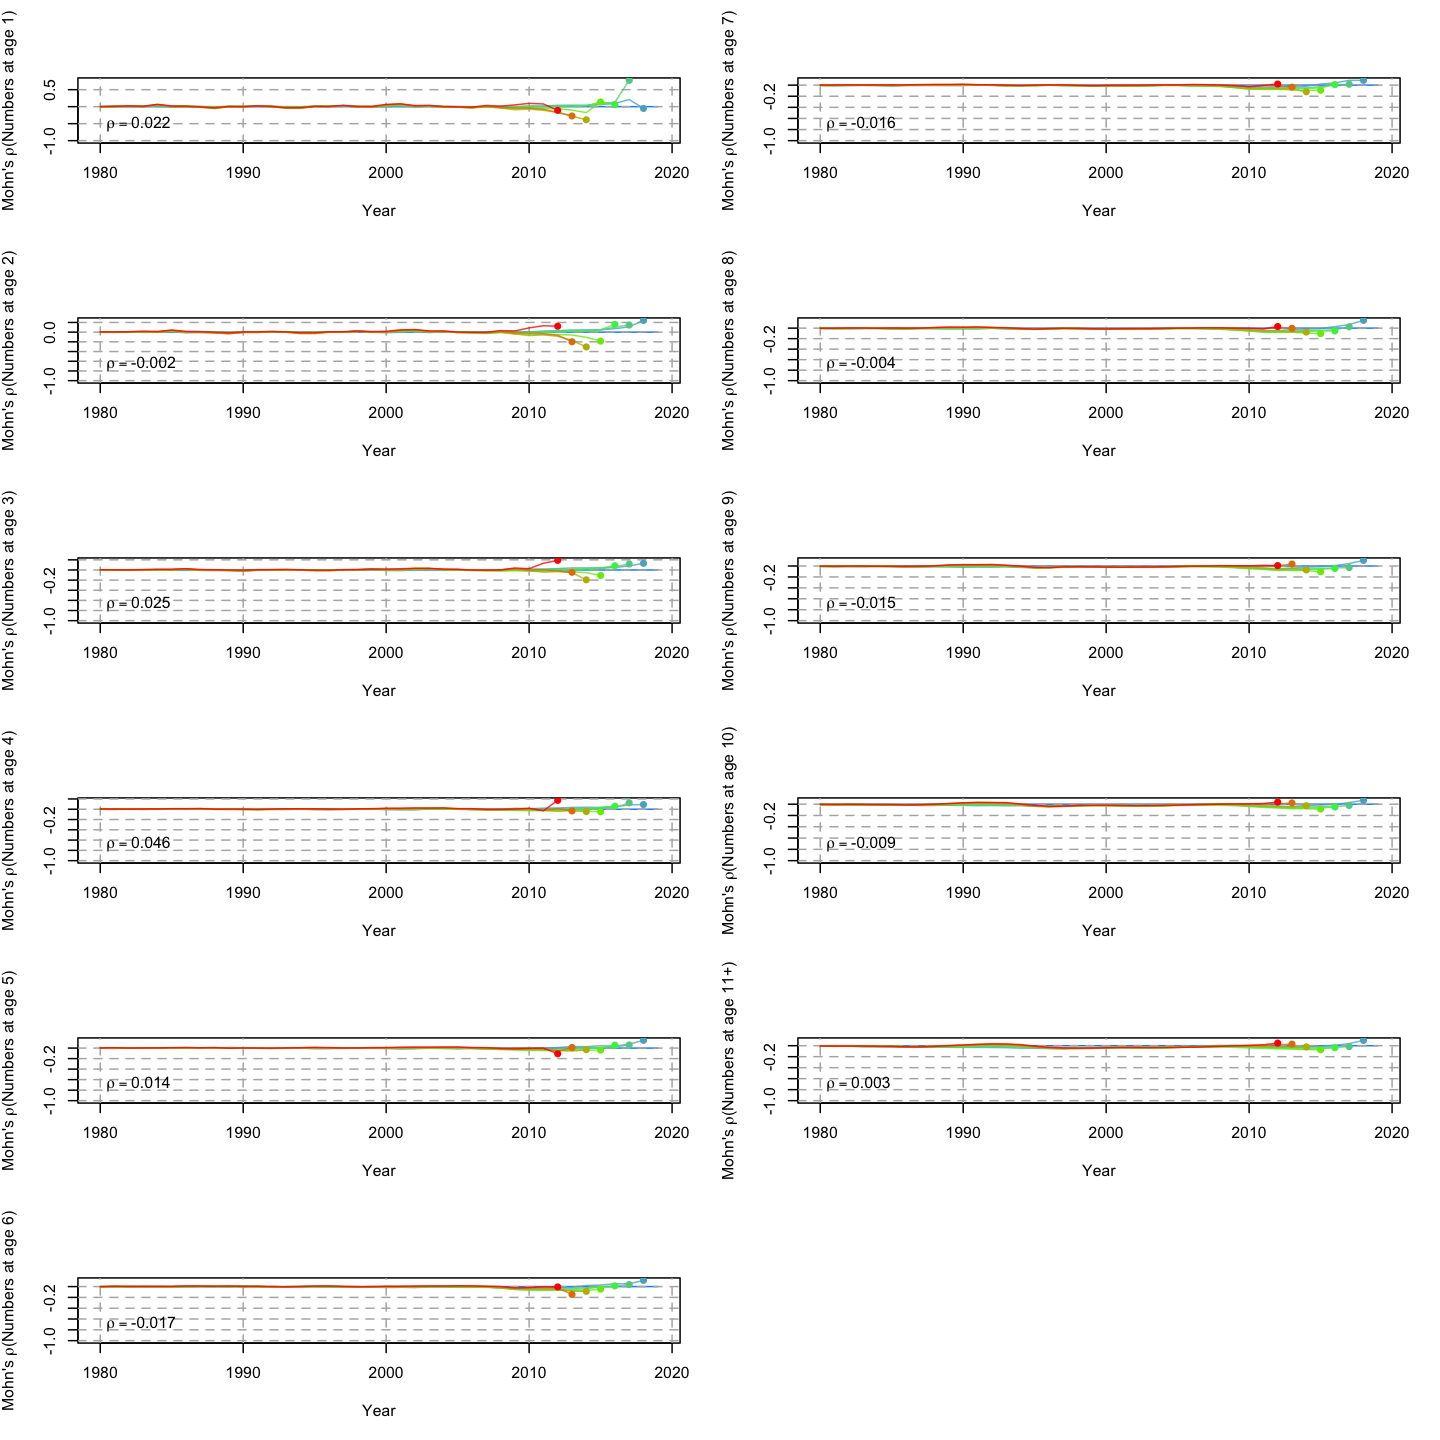 Mohn's ρ(Numbers at age 1)
0.5
-1.0
ρ = 0.022
1980 1990 2000 2010 2020
Year
Mohn's ρ(Numbers at age 2)
0.0
-1.0
ρ = -0.002
1980 1990 2000 2010 2020
Year
Mohn's ρ(Numbers at age 3)
-0.2
-1.0
ρ = 0.025
1980 1990 2000 2010 2020
Year
Mohn's ρ(Numbers at age 4)
-0.2
-1.0
ρ = 0.046
1980 1990 2000 2010 2020
Year
Mohn's ρ(Numbers at age 5)
-0.2
-1.0
ρ = 0.014
1980 1990 2000 2010 2020
Year
Mohn's ρ(Numbers at age 6)
-0.2
-1.0
ρ = -0.017
1980 1990 2000 2010 2020
Year
Mohn's ρ(Numbers at age 7)
-0.2
-1.0
ρ = -0.016
1980 1990 2000 2010 2020
Year
Mohn's ρ(Numbers at age 8)
-0.2
-1.0
ρ = -0.004
1980 1990 2000 2010 2020
Year
Mohn's ρ(Numbers at age 9)
-0.2
-1.0
ρ = -0.015
1980 1990 2000 2010 2020
Year
Mohn's ρ(Numbers at age 10)
-0.2
-1.0
ρ = -0.009
1980 1990 2000 2010 2020
Year
Mohn's ρ(Numbers at age 11+)
-0.2
-1.0
ρ = 0.003
1980 1990 2000 2010 2020
Year